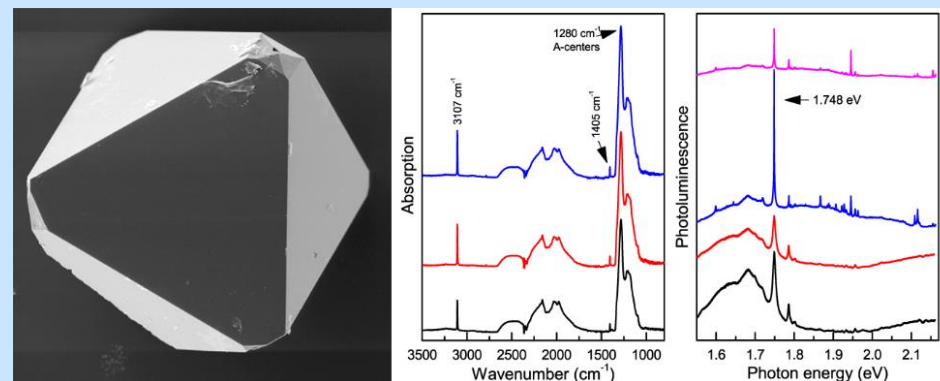 Absorption
3107 cm⁻¹
1405 cm⁻¹
1280 cm⁻¹
A-centers
3500 3000 2500 2000 1500 1000
Wavenumber (cm⁻¹)
Photoluminescence
1.748 eV
1.6 1.7 1.8 1.9 2.0 2.1
Photon energy (eV)